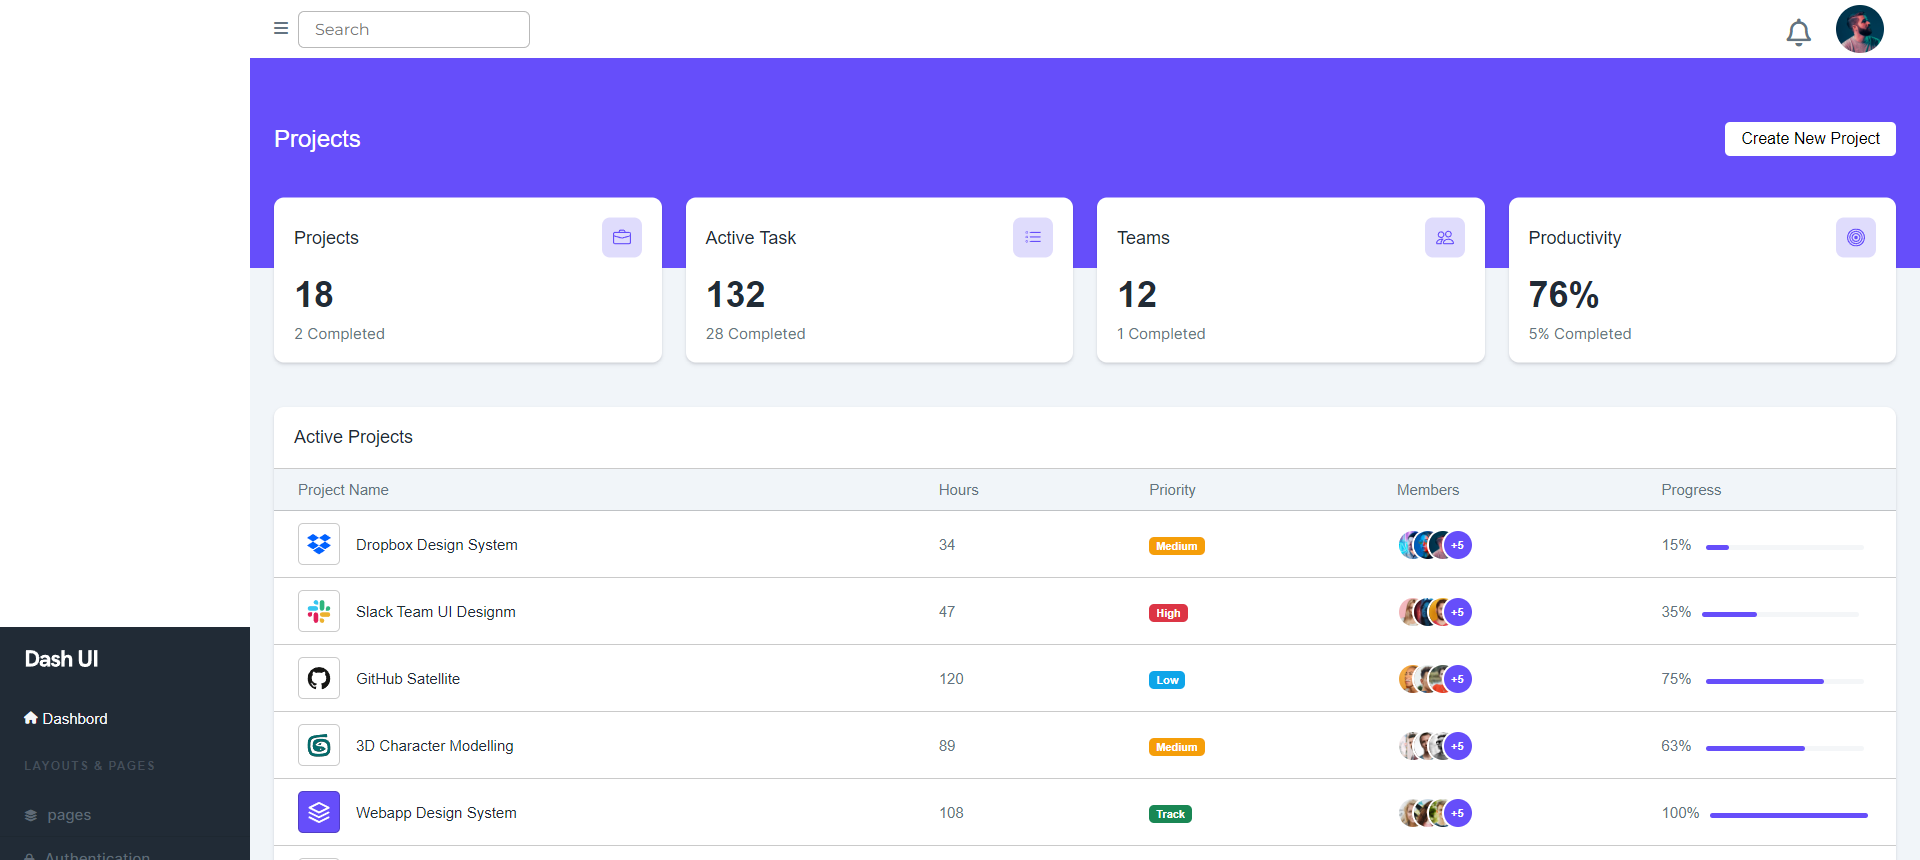 Search
Projects
Create New Project
Projects
18
2 Completed
Active Task
132
28 Completed
Teams
12
1 Completed
Productivity
76%
5% Completed
Active Projects
Project Name Hours Priority Members Progress
Dropbox Design System 34 Medium +5 15%
Slack Team UI Designm 47 High +5 35%
GitHub Satellite 120 Low +5 75%
3D Character Modelling 89 Medium +5 63%
Webapp Design System 108 Track +5 100%
Dash UI
Dashbord
LAYOUTS & PAGES
pages
Authentication